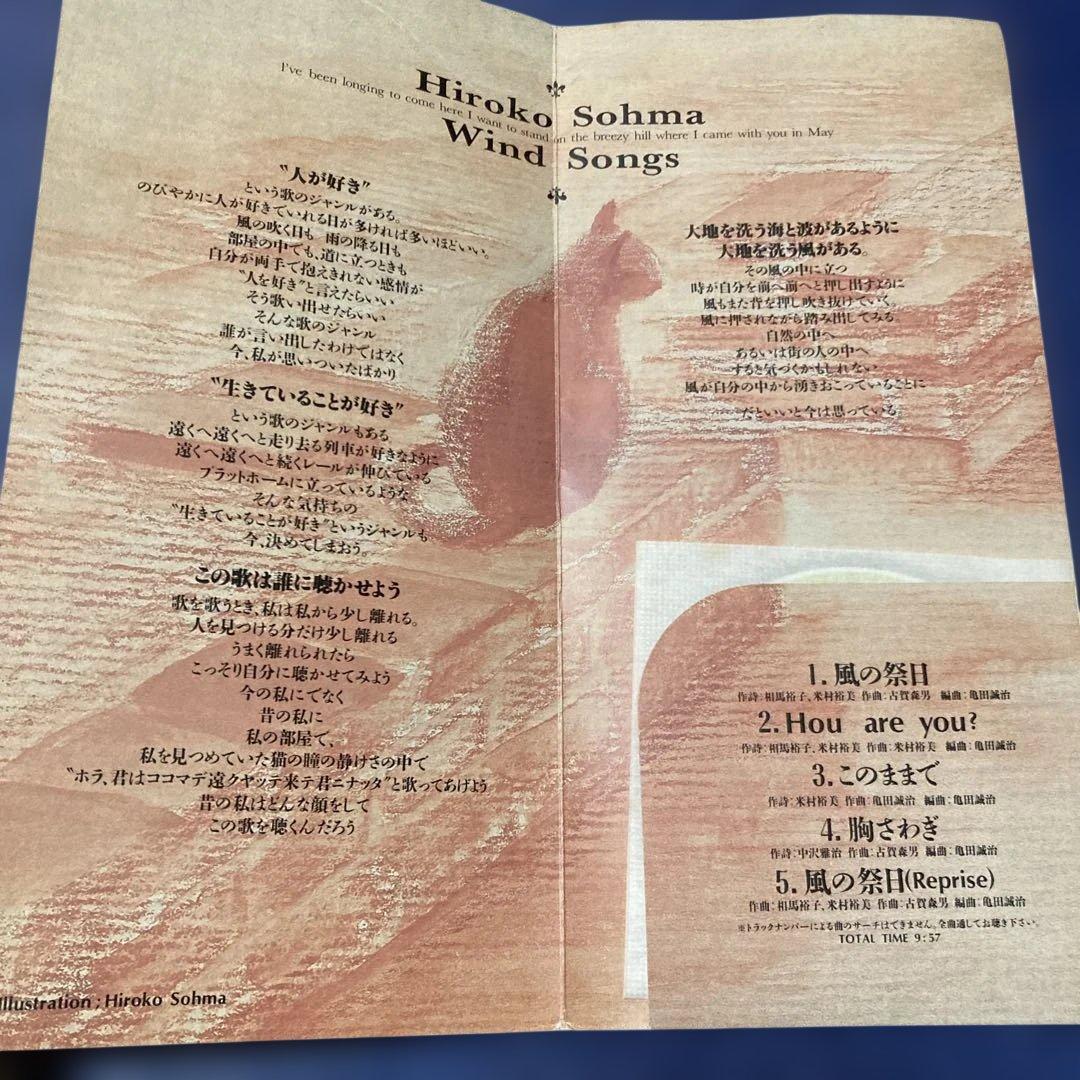 Hiroko Sohma
I've been longing to come here I want to stand on the breezy hill where I came with you in May
Wind Songs
"人が好き"
という歌のジャンルがある。
のびやかに人が好きでいれる日が多ければ多いほどいい。
風の吹く日も 雨の降る日も
部屋の中でも、道に立つときも
自分が両手で抱えきれない感情が
"人を好き"と言えたらいい
そう歌い出せたらいい
そんな歌のジャンル
誰が言い出したわけではなく
今、私が思いついたばかり
"生きていることが好き"
という歌のジャンルもある
遠くへ遠くへと走り去る列車が好きなように
遠くへ遠くへと続くレールが伸びている
プラットホームに立っているような
そんな気持ちの
"生きていることが好き"というジャンルも
今、決めてしまおう。
この歌は誰に聴かせよう
歌を歌うとき、私は私から少し離れる。
人を見つける分だけ少し離れる
うまく離れられたら
こっそり自分に聴かせてみよう
今の私にでなく
昔の私に
私の部屋で、
私を見つめていた猫の瞳の静けさの中で
"ホラ、君はココマデ遠クヤッテ来テ君ニナッタ"と歌ってあげよう
昔の私はどんな顔をして
この歌を聴くんだろう
Illustration ; Hiroko Sohma
大地を洗う海と波があるように
大地を洗う風がある。
その風の中に立つ
時が自分を前へ前へと押し出すように
風もまた背を押し吹き抜けていく。
風に押されながら踏み出してみる
自然の中へ
あるいは街の人の中へ
すると気づくかもしれない
風が自分の中から湧きおこっていることに
だといいと今は思っている
1. 風の祭日
作詩:相馬裕子、米村裕美 作曲:古賀森男 編曲:亀田誠治
2. Hou are you?
作詩:相馬裕子、米村裕美 作曲:米村裕美 編曲:亀田誠治
3. このままで
作詩:米村裕美 作曲:亀田誠治 編曲:亀田誠治
4. 胸さわぎ
作詩:中沢雅治 作曲:古賀森男 編曲:亀田誠治
5. 風の祭日(Reprise)
作曲:相馬裕子、米村裕美 作曲:古賀森男 編曲:亀田誠治
※トラックナンバーによる曲のサーチはできません。全曲通してお聴き下さい。
TOTAL TIME 9:57